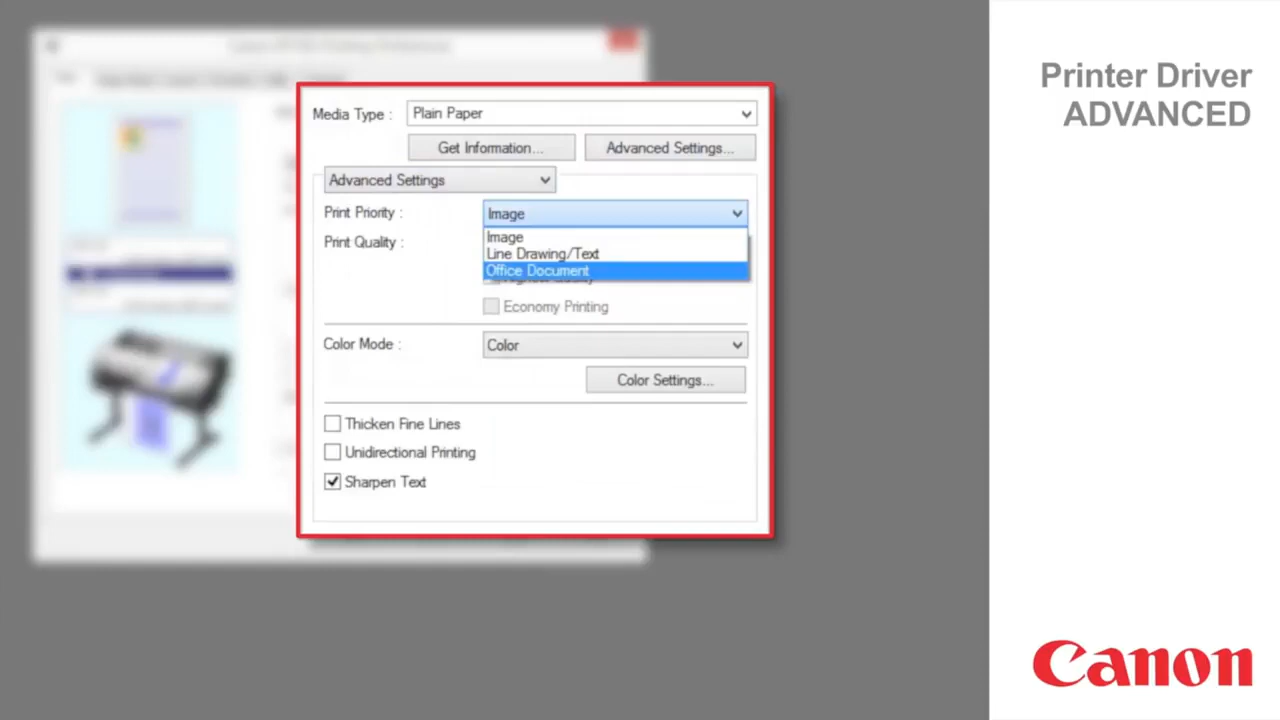 Printer Driver
ADVANCED
Media Type : Plain Paper
Get Information... Advanced Settings...
Advanced Settings
Print Priority : Image
Image
Print Quality :
Line Drawing/Text
Office Document
Economy Printing
Color Mode : Color
Color Settings...
Thicken Fine Lines
Unidirectional Printing
Sharpen Text
Canon